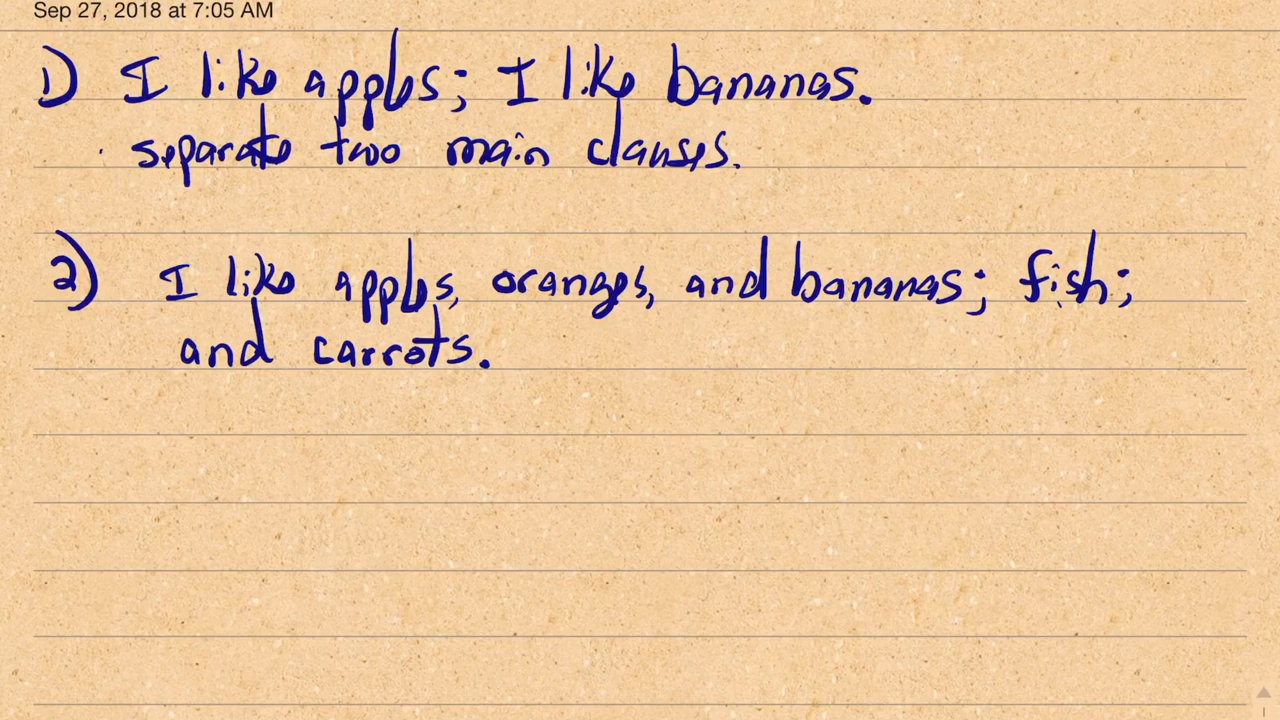 Sep 27, 2018 at 7:05 AM
1) I like apples; I like bananas.
· separate two main clauses.
2) I like apples, oranges, and bananas; fish;
and carrots.